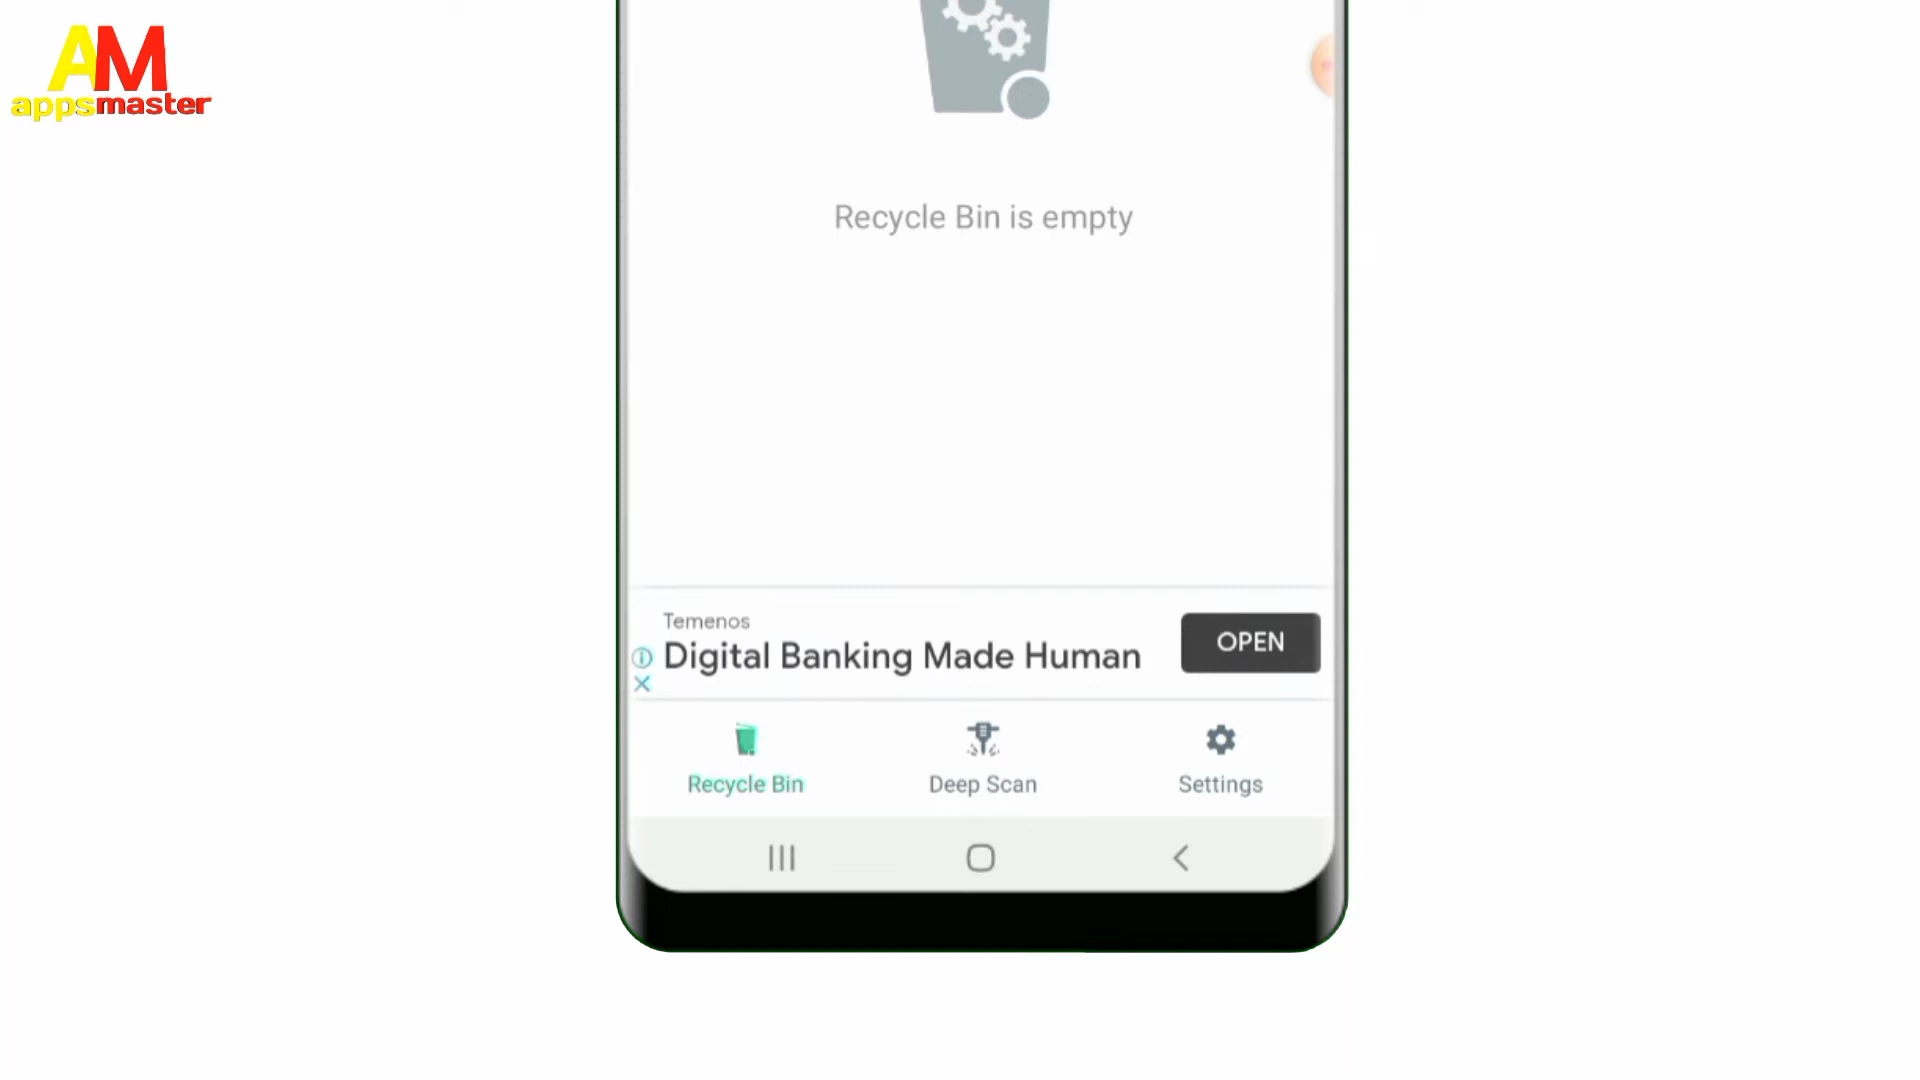 AM
appsmaster
Recycle Bin is empty
Temenos
Digital Banking Made Human
OPEN
Recycle Bin
Deep Scan
Settings